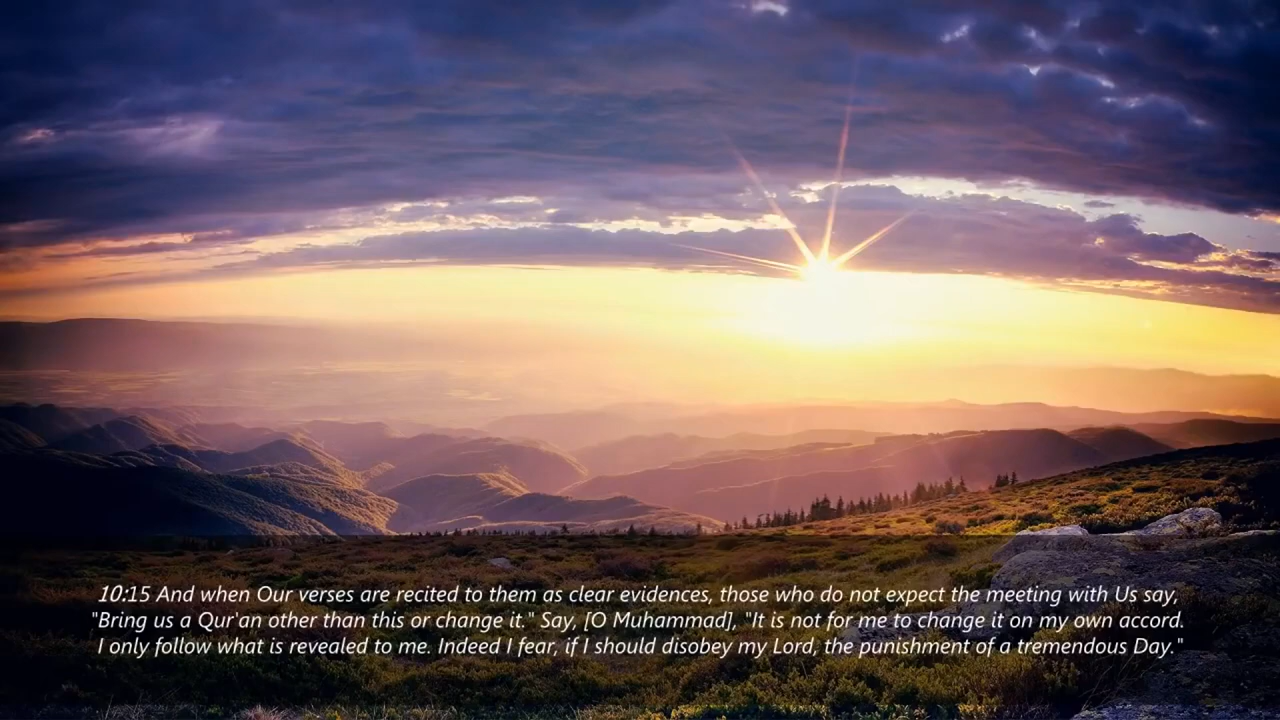 10:15 And when Our verses are recited to them as clear evidences, those who do not expect the meeting with Us say,
"Bring us a Qur'an other than this or change it." Say, [O Muhammad], "It is not for me to change it on my own accord.
I only follow what is revealed to me. Indeed I fear, if I should disobey my Lord, the punishment of a tremendous Day."